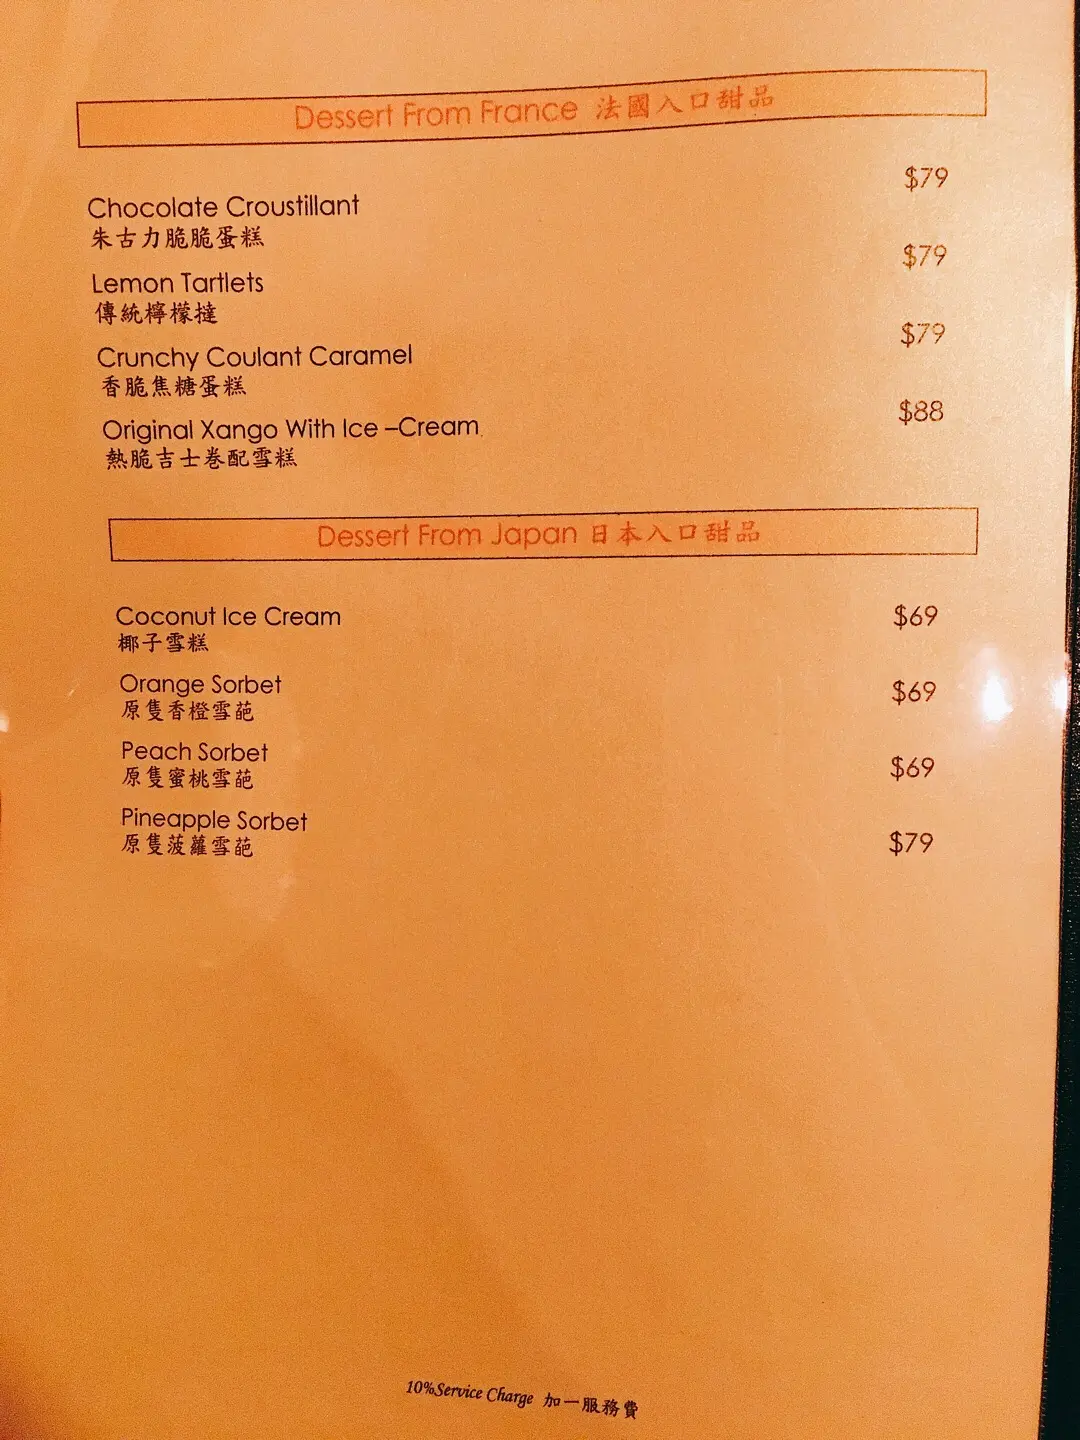 Dessert From France 法國入口甜品
Chocolate Croustillant $79
朱古力脆脆蛋糕
Lemon Tartlets $79
傳統檸檬撻
Crunchy Coulant Caramel $79
香脆焦糖蛋糕
Original Xango With Ice –Cream $88
熱脆吉士卷配雪糕
Dessert From Japan 日本入口甜品
Coconut Ice Cream $69
椰子雪糕
Orange Sorbet $69
原隻香橙雪葩
Peach Sorbet $69
原隻蜜桃雪葩
Pineapple Sorbet $79
原隻菠蘿雪葩
10%Service Charge 加一服務費